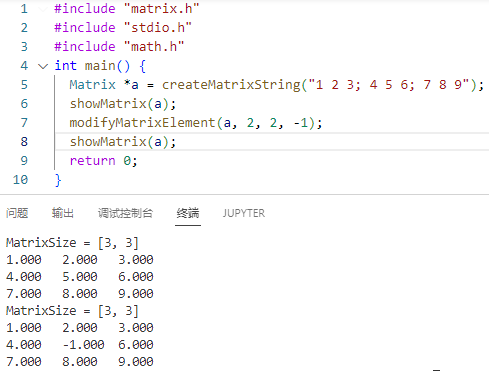 1 #include "matrix.h"
2 #include "stdio.h"
3 #include "math.h"
4 int main() {
5 Matrix *a = createMatrixString("1 2 3; 4 5 6; 7 8 9");
6 showMatrix(a);
7 modifyMatrixElement(a, 2, 2, -1);
8 showMatrix(a);
9 return 0;
10 }
问题 输出 调试控制台 终端 JUPYTER
MatrixSize = [3, 3]
1.000 2.000 3.000
4.000 5.000 6.000
7.000 8.000 9.000
MatrixSize = [3, 3]
1.000 2.000 3.000
4.000 -1.000 6.000
7.000 8.000 9.000